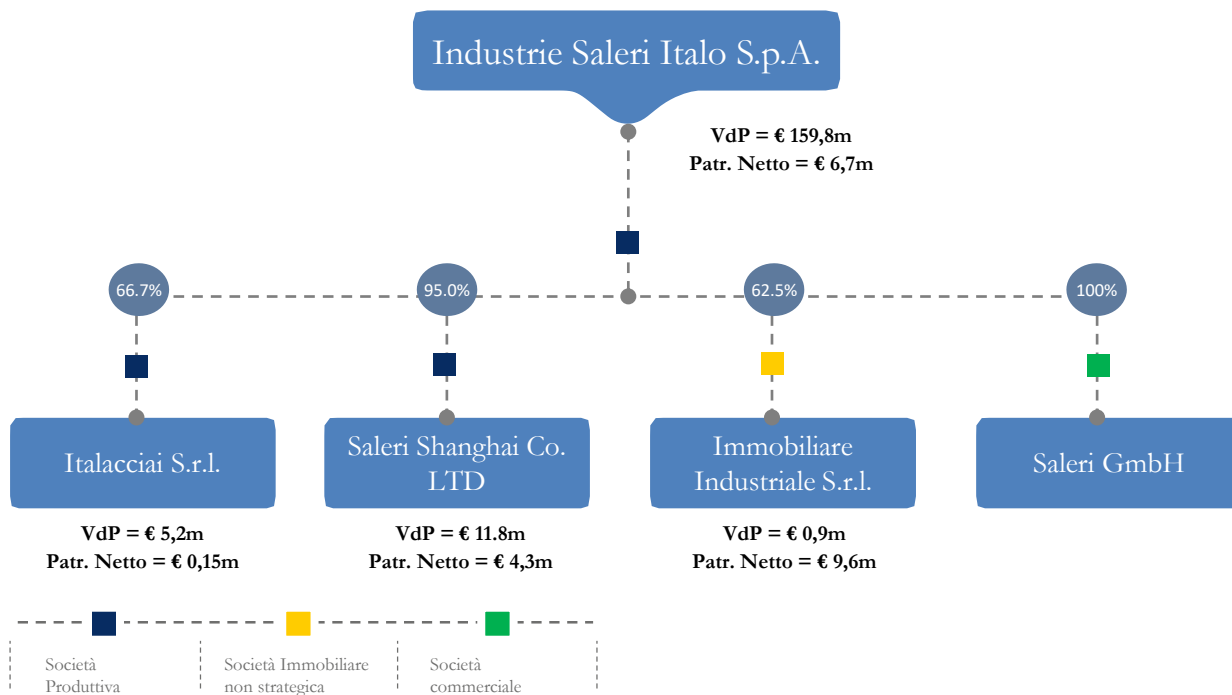 Industrie Saleri Italo S.p.A.
VdP = € 159,8m
Patr. Netto = € 6,7m
66.7%
95.0%
62.5%
100%
Italacciai S.r.l.
Saleri Shanghai Co.
LTD
Immobiliare
Industriale S.r.l.
Saleri GmbH
VdP = € 5,2m
Patr. Netto = € 0,15m
VdP = € 11.8m
Patr. Netto = € 4,3m
VdP = € 0,9m
Patr. Netto = € 9,6m
Società
Produttiva
Società Immobiliare
non strategica
Società
commerciale